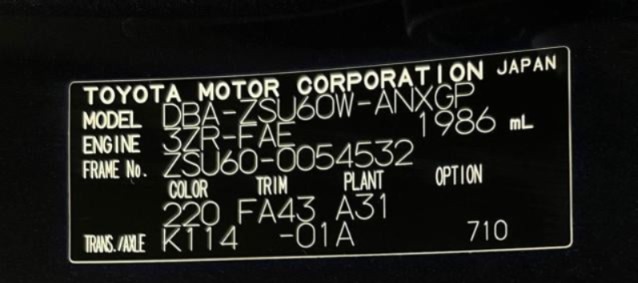 TOYOTA MOTOR CORPORATION JAPAN
MODEL DBA-ZSU60W-ANXGP
ENGINE 3ZR-FAE 1986 mL
FRAME No. ZSU60-0054532
COLOR TRIM PLANT OPTION
220 FA43 A31
TRANS./AXLE K114 -01A 710